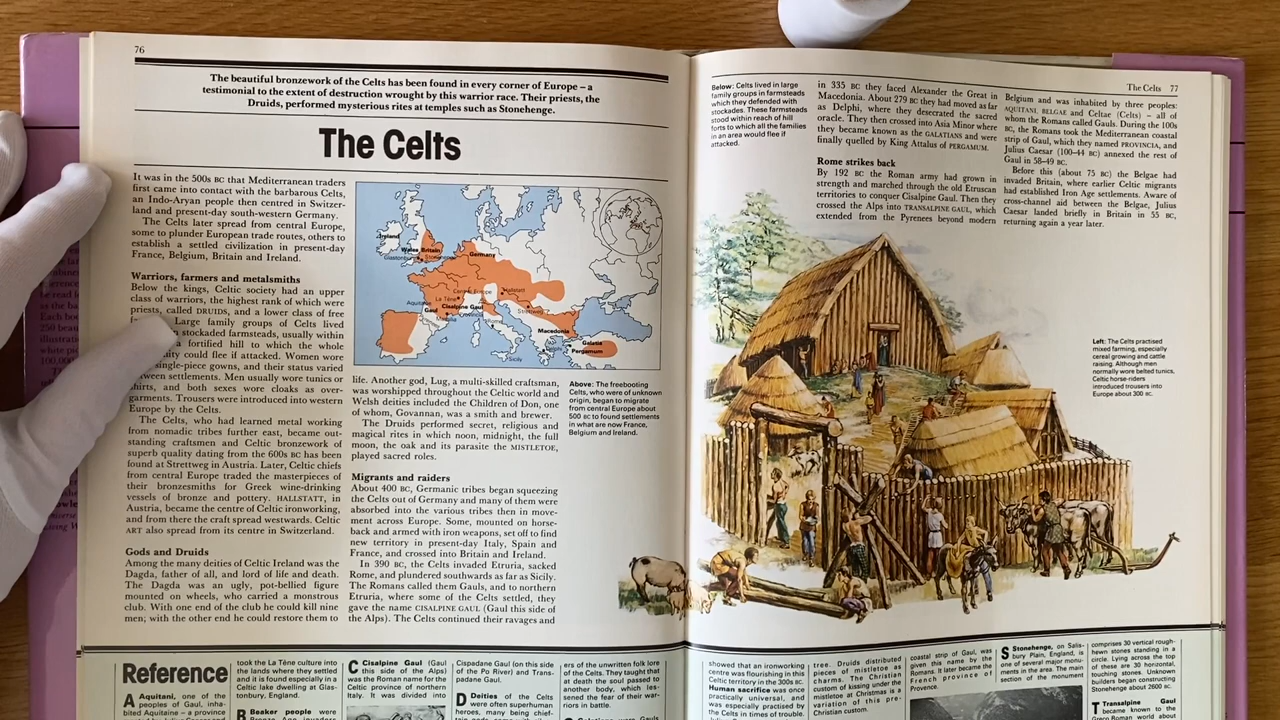 76
The beautiful bronzework of the Celts has been found in every corner of Europe – a
testimonial to the extent of destruction wrought by this warrior race. Their priests, the
Druids, performed mysterious rites at temples such as Stonehenge.
The Celts
It was in the 500s BC that Mediterranean traders
first came into contact with the barbarous Celts,
an Indo-Aryan people then centred in Switzer-
land and present-day south-western Germany.
The Celts later spread from central Europe,
some to plunder European trade routes, others to
establish a settled civilization in present-day
France, Belgium, Britain and Ireland.
Warriors, farmers and metalsmiths
Below the kings, Celtic society had an upper
class of warriors, the highest rank of which were
priests, called DRUIDS, and a lower class of free
Large family groups of Celts lived
stockaded farmsteads, usually within
a fortified hill to which the whole
could flee if attacked. Women wore
single-piece gowns, and their status varied
between settlements. Men usually wore tunics or
shirts, and both sexes wore cloaks as over-
garments. Trousers were introduced into western
Europe by the Celts.
The Celts, who had learned metal working
from nomadic tribes further east, became out-
standing craftsmen and Celtic bronzework of
superb quality dating from the 600s BC has been
found at Strettweg in Austria. Later, Celtic chiefs
from central Europe traded the masterpieces of
their bronzesmiths for Greek wine-drinking
vessels of bronze and pottery. HALLSTATT, in
Austria, became the centre of Celtic ironworking,
and from there the craft spread westwards. Celtic
ART also spread from its centre in Switzerland.
Gods and Druids
Among the many deities of Celtic Ireland was the
Dagda, father of all, and lord of life and death.
The Dagda was an ugly, pot-bellied figure
mounted on wheels, who carried a monstrous
club. With one end of the club he could kill nine
men; with the other end he could restore them to
Ireland
Wales Britain
Glastonbury Stonehenge
Germany
Central Europe
Hallstatt
La Tène
Aquitaine
Cisalpine Gaul
Gaul
Strettweg
Rome
Macedonia
Galatia
Pergamum
Sicily
life. Another god, Lug, a multi-skilled craftsman,
was worshipped throughout the Celtic world and
Welsh deities included the Children of Don, one
of whom, Govannan, was a smith and brewer.
The Druids performed secret, religious and
magical rites in which noon, midnight, the full
moon, the oak and its parasite the MISTLETOE,
played sacred roles.
Migrants and raiders
About 400 BC, Germanic tribes began squeezing
the Celts out of Germany and many of them were
absorbed into the various tribes then in move-
ment across Europe. Some, mounted on horse-
back and armed with iron weapons, set off to find
new territory in present-day Italy, Spain and
France, and crossed into Britain and Ireland.
In 390 BC, the Celts invaded Etruria, sacked
Rome, and plundered southwards as far as Sicily.
The Romans called them Gauls, and to northern
Etruria, where some of the Celts settled, they
gave the name CISALPINE GAUL (Gaul this side of
the Alps). The Celts continued their ravages and
Above: The freebooting
Celts, who were of unknown
origin, began to migrate
from central Europe about
500 BC to found settlements
in what are now France,
Belgium and Ireland.
Reference
A Aquitani, one of the
peoples of Gaul, inha-
bited Aquitania – a province
took the La Tène culture into
the lands where they settled
and it is found especially in a
Celtic lake dwelling at Glas-
tonbury, England.
B Beaker people were
C Cisalpine Gaul (Gaul
this side of the Alps)
was the Roman name for the
Celtic province of northern
Italy. It was divided into
Cispadane Gaul (on this side
of the Po River) and Trans-
padane Gaul.
D Deities of the Celts
were often superhuman
heroes, many being chief-
ers of the unwritten folk lore
of the Celts. They taught that
at death the soul passed to
another body, which les-
sened the fear of their war-
riors in battle.
The Celts 77
Below: Celts lived in large
family groups in farmsteads
which they defended with
stockades. These farmsteads
stood within reach of hill
forts to which all the families
in an area would flee if
attacked.
in 335 BC they faced Alexander the Great in
Macedonia. About 279 BC they had moved as far
as Delphi, where they desecrated the sacred
oracle. They then crossed into Asia Minor where
they became known as the GALATIANS and were
finally quelled by King Attalus of PERGAMUM.
Rome strikes back
By 192 BC the Roman army had grown in
strength and marched through the old Etruscan
territories to conquer Cisalpine Gaul. Then they
crossed the Alps into TRANSALPINE GAUL, which
extended from the Pyrenees beyond modern
Belgium and was inhabited by three peoples:
AQUITANI, BELGAE and Celtae (Celts) – all of
whom the Romans called Gauls. During the 100s
BC, the Romans took the Mediterranean coastal
strip of Gaul, which they named PROVINCIA, and
Julius Caesar (100–44 BC) annexed the rest of
Gaul in 58–49 BC.
Before this (about 75 BC) the Belgae had
invaded Britain, where earlier Celtic migrants
had established Iron Age settlements. Aware of
cross-channel aid between the Belgae, Julius
Caesar landed briefly in Britain in 55 BC,
returning again a year later.
Left: The Celts practised
mixed farming, especially
cereal growing and cattle
raising. Although men
normally wore belted tunics,
Celtic horse-riders
introduced trousers into
Europe about 300 BC.
showed that an ironworking
centre was flourishing in this
Celtic territory in the 300s BC.
Human sacrifice was once
practically universal, and
was especially practised by
the Celts in times of trouble.
tree. Druids distributed
pieces of mistletoe as
charms. The Christian
custom of kissing under the
mistletoe at Christmas is a
variation of this pre-
Christian custom.
coastal strip of Gaul, was
given this name by the
Romans. It later became the
French province of
Provence.
S Stonehenge, on Salis-
bury Plain, England, is
one of several major monu-
ments in the area. The main
section of the monument
comprises 30 vertical rough-
hewn stones standing in a
circle. Lying across the top
of these are 30 horizontal,
touching stones. Unknown
builders began constructing
Stonehenge about 2600 BC.
T Transalpine Gaul
became known to the
Greco-Roman world about